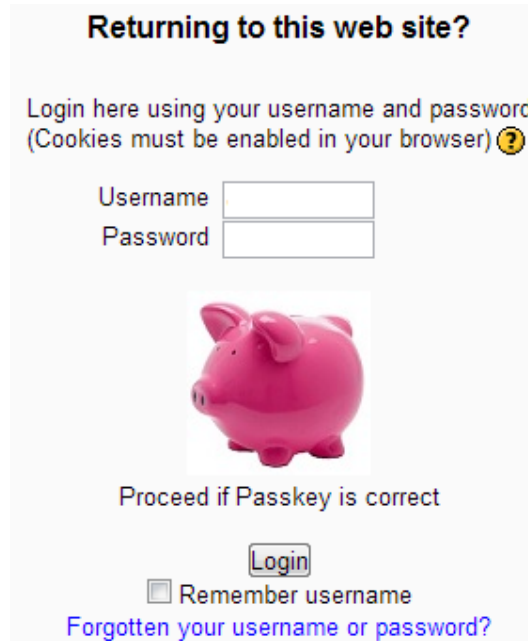 Returning to this web site?
Login here using your username and password
(Cookies must be enabled in your browser) ?
Username
Password
Proceed if Passkey is correct
Login
Remember username
Forgotten your username or password?